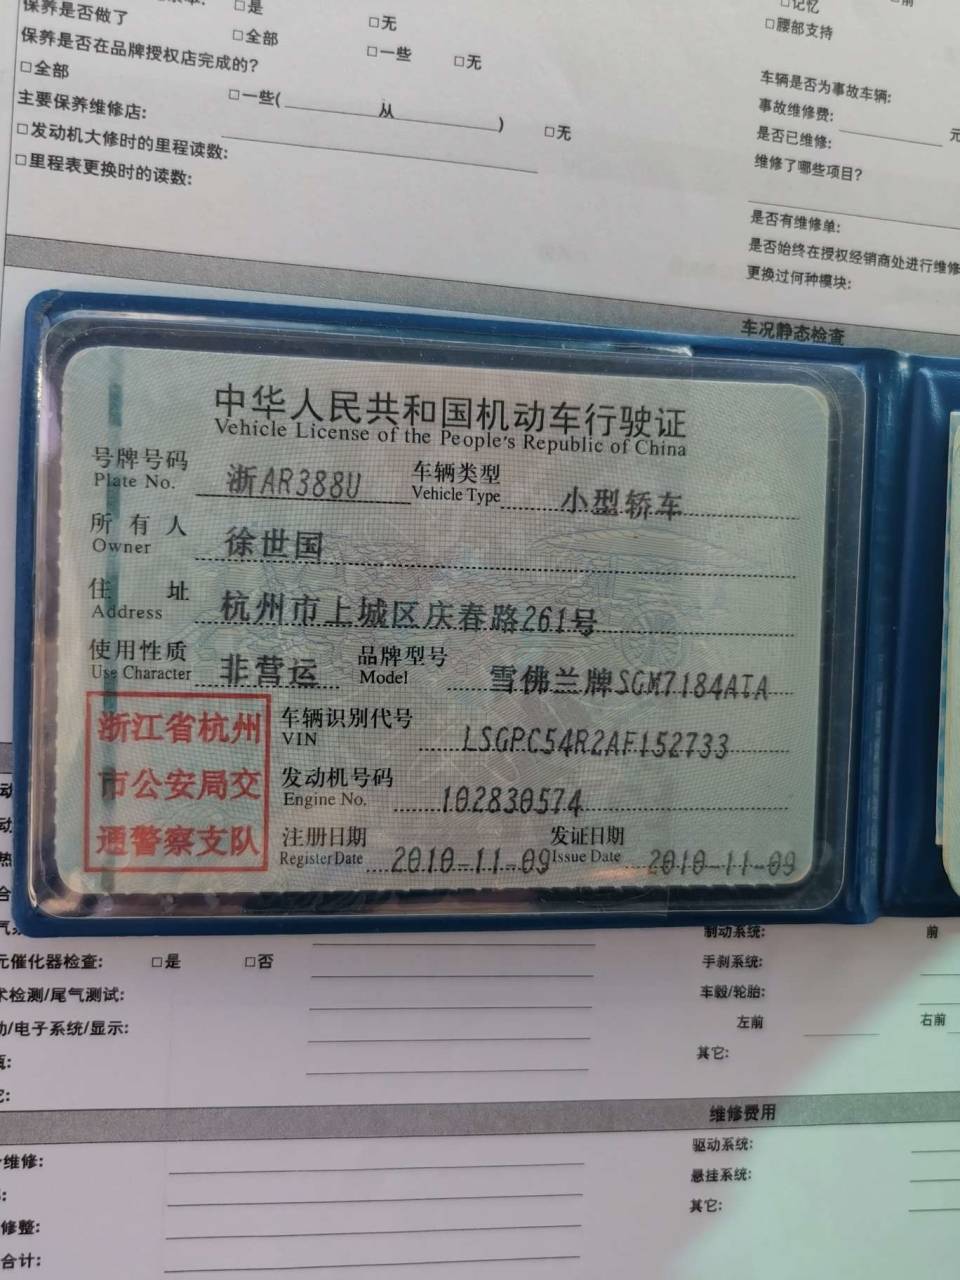 保养是否做了
□是
□无
保养是否在品牌授权店完成的?
□全部
□一些
□无
□全部
主要保养维修店:
□一些(
从
)
□无
□发动机大修时的里程读数:
□里程表更换时的读数:
□记忆
□腰部支持
车辆是否为事故车辆:
事故维修费:
元
是否已维修:
维修了哪些项目?
是否有维修单:
是否始终在授权经销商处进行维修
更换过何种模块:
车况静态检查
中华人民共和国机动车行驶证
Vehicle License of the People's Republic of China
号牌号码 浙AR388U 车辆类型 小型轿车
Plate No. Vehicle Type
所有人 徐世国
Owner
住址 杭州市上城区庆春路261号
Address
使用性质 非营运 品牌型号 雪佛兰牌SGM7184ATA
Use Character Model
浙江省杭州
市公安局交
通警察支队
车辆识别代号 LSGPC54R2AF152733
VIN
发动机号码 102830574
Engine No.
注册日期 2010-11-09 发证日期 2010-11-09
Register Date Issue Date
元催化器检查: □是 □否
术检测/尾气测试:
动/电子系统/显示:
制动系统: 前
手刹系统:
车毂/轮胎:
左前 右前
其它:
维修费用
维修:
修整:
合计:
驱动系统:
悬挂系统:
其它: